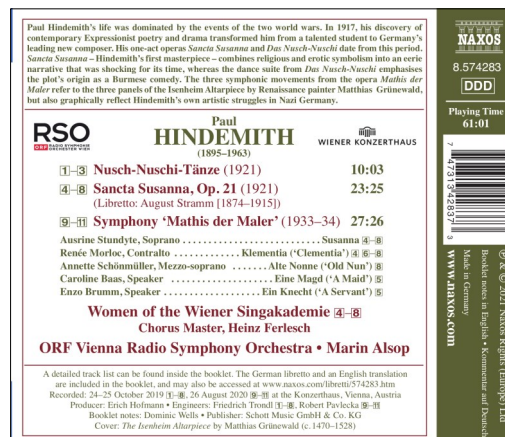 Paul Hindemith's life was dominated by the events of the two world wars. In 1917, his discovery of
contemporary Expressionist poetry and drama transformed him from a talented student to Germany's
leading new composer. His one-act operas Sancta Susanna and Das Nusch-Nuschi date from this period.
Sancta Susanna – Hindemith's first masterpiece – combines religious and erotic symbolism into an eerie
narrative that was shocking for its time, whereas the dance suite from Das Nusch-Nuschi emphasises
the plot's origin as a Burmese comedy. The three symphonic movements from the opera Mathis der
Maler refer to the three panels of the Isenheim Altarpiece by Renaissance painter Matthias Grünewald,
but also graphically reflect Hindemith's own artistic struggles in Nazi Germany.
RSO
ORF RADIO SYMPHONIE
ORCHESTER WIEN
Paul
HINDEMITH
(1895–1963)
WIENER KONZERTHAUS
1–3 Nusch-Nuschi-Tänze (1921) 10:03
4–8 Sancta Susanna, Op. 21 (1921) 23:25
(Libretto: August Stramm [1874–1915])
9–11 Symphony 'Mathis der Maler' (1933–34) 27:26
Ausrine Stundyte, Soprano ............................ Susanna 4–8
Renée Morloc, Contralto ............ Klementia ('Clementia') 4 6–8
Annette Schönmüller, Mezzo-soprano ....... Alte Nonne ('Old Nun') 8
Caroline Baas, Speaker .................... Eine Magd ('A Maid') 5
Enzo Brumm, Speaker .................... Ein Knecht ('A Servant') 5
Women of the Wiener Singakademie 4–8
Chorus Master, Heinz Ferlesch
ORF Vienna Radio Symphony Orchestra • Marin Alsop
A detailed track list can be found inside the booklet. The German libretto and an English translation
are included in the booklet, and may also be accessed at www.naxos.com/libretti/574283.htm
Recorded: 24–25 October 2019 1–8, 26 August 2020 9–11 at the Konzerthaus, Vienna, Austria
Producer: Erich Hofmann • Engineers: Friedrich Trondl 1–8, Robert Pavlecka 9–11
Booklet notes: Dominic Wells • Publisher: Schott Music GmbH & Co. KG
Cover: The Isenheim Altarpiece by Matthias Grünewald (c. 1470–1528)
NAXOS
8.574283
DDD
Playing Time
61:01
7 47313 42837 3
℗ & © 2021 Naxos Rights (Europe) Ltd
Booklet notes in English • Kommentar auf Deutsch
Made in Germany
www.naxos.com